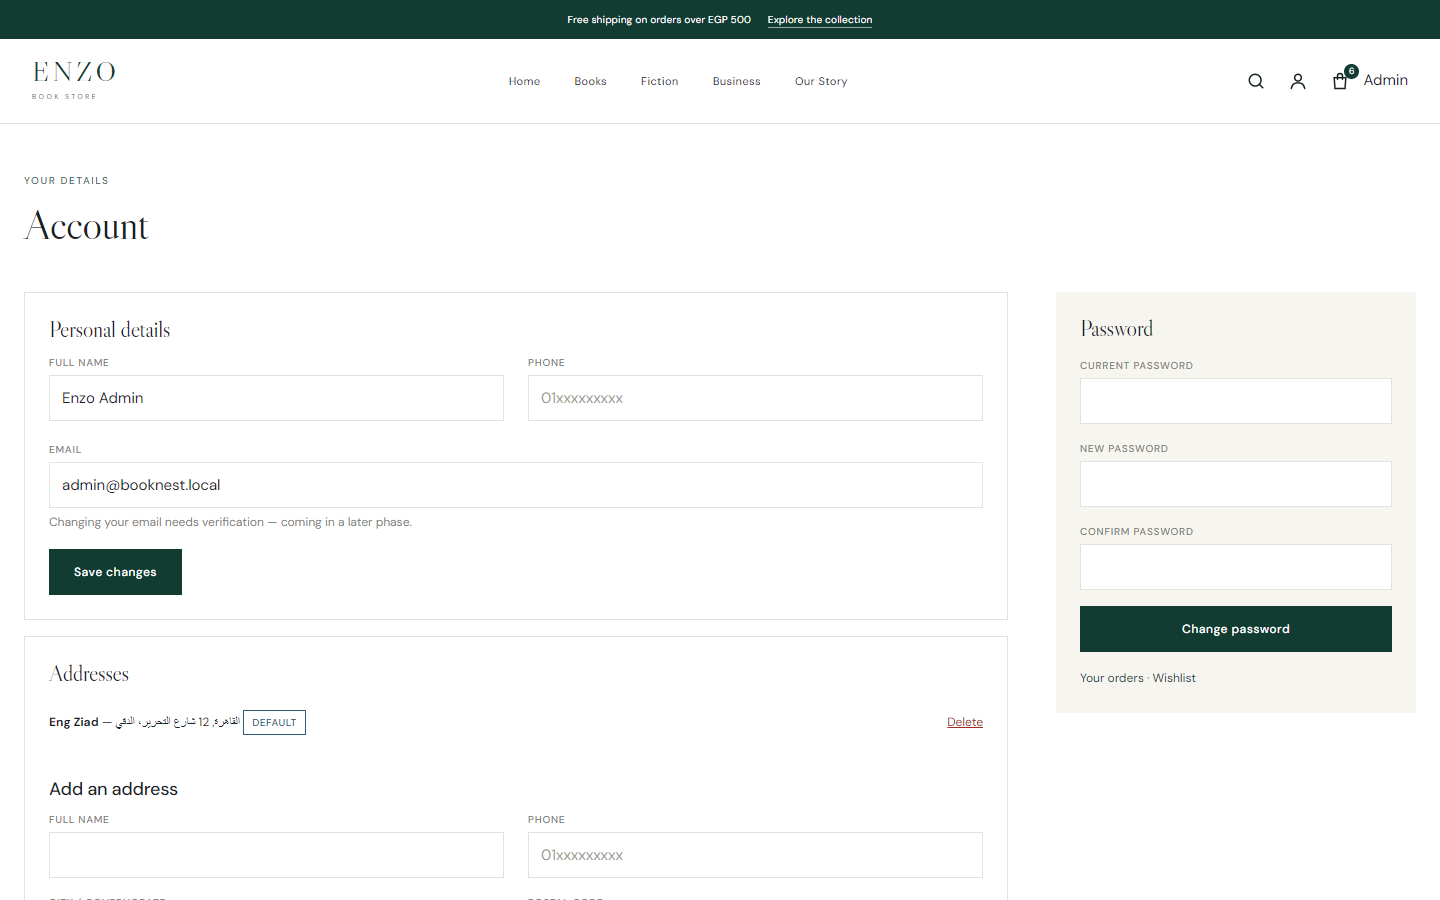 Free shipping on orders over EGP 500 Explore the collection
ENZO
BOOK STORE
Home Books Fiction Business Our Story
6 Admin
YOUR DETAILS
Account
Personal details
FULL NAME PHONE
Enzo Admin 01xxxxxxxxx
EMAIL
admin@booknest.local
Changing your email needs verification — coming in a later phase.
Save changes
Password
CURRENT PASSWORD
NEW PASSWORD
CONFIRM PASSWORD
Change password
Your orders · Wishlist
Addresses
Eng Ziad — القاهرة, 12 شارع التحرير، الدقي DEFAULT Delete
Add an address
FULL NAME PHONE
01xxxxxxxxx